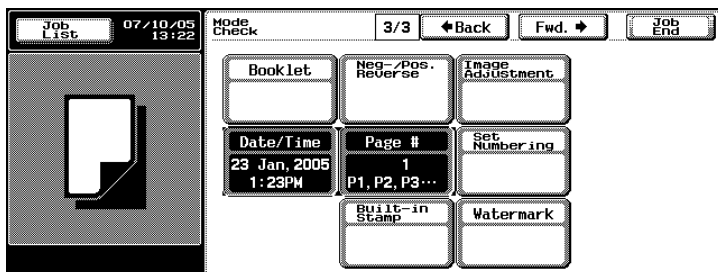 Job
List
07/10/05
13:22
Mode
Check
3/3
Back
Fwd.
Job
End
Booklet
Neg-/Pos.
Reverse
Image
Adjustment
Date/Time
23 Jan,2005
1:23PM
Page #
1
P1,P2,P3···
Set
Numbering
Built-in
Stamp
Watermark